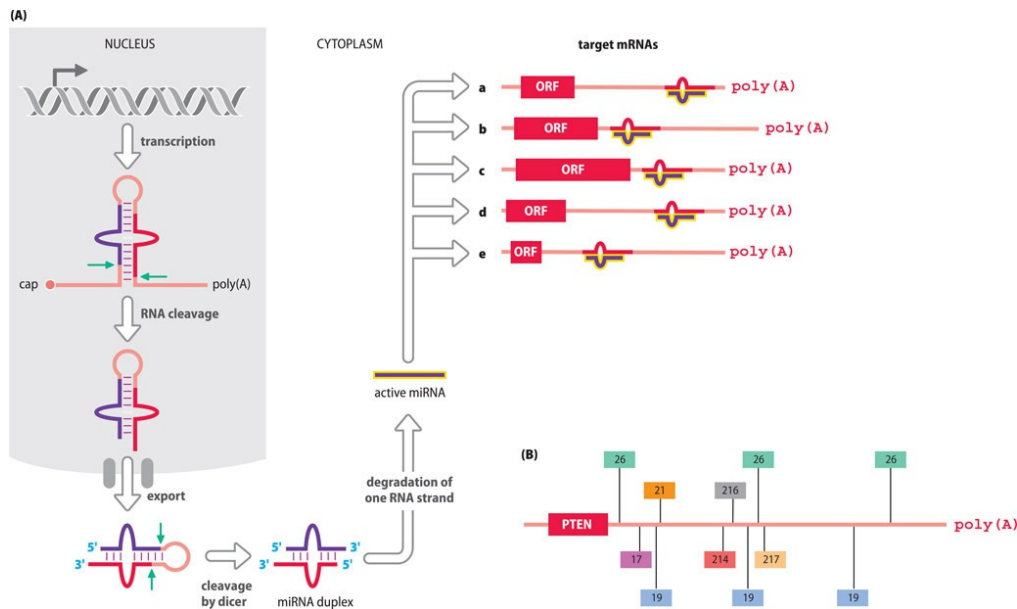 (A)
NUCLEUS
CYTOPLASM
target mRNAs
transcription
cap
poly(A)
RNA cleavage
export
5'
3'
cleavage
by dicer
5'
3'
3'
5'
miRNA duplex
degradation of
one RNA strand
active miRNA
a ORF poly(A)
b ORF poly(A)
c ORF poly(A)
d ORF poly(A)
e ORF poly(A)
(B)
26 26 26
21 216
PTEN poly(A)
17 214 217
19 19 19